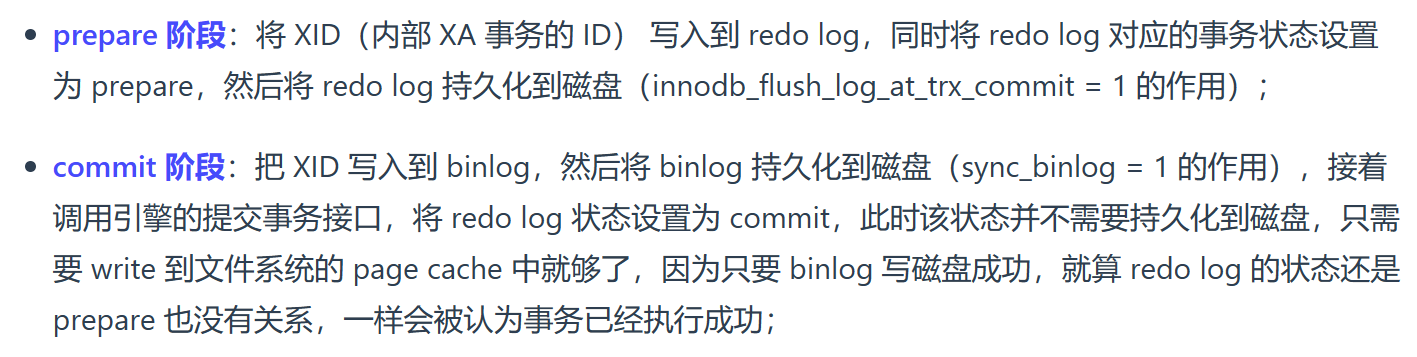 prepare 阶段：将 XID（内部 XA 事务的 ID） 写入到 redo log，同时将 redo log 对应的事务状态设置
为 prepare，然后将 redo log 持久化到磁盘（innodb_flush_log_at_trx_commit = 1 的作用）；
commit 阶段：把 XID 写入到 binlog，然后将 binlog 持久化到磁盘（sync_binlog = 1 的作用），接着
调用引擎的提交事务接口，将 redo log 状态设置为 commit，此时该状态并不需要持久化到磁盘，只需
要 write 到文件系统的 page cache 中就够了，因为只要 binlog 写磁盘成功，就算 redo log 的状态还是
prepare 也没有关系，一样会被认为事务已经执行成功；